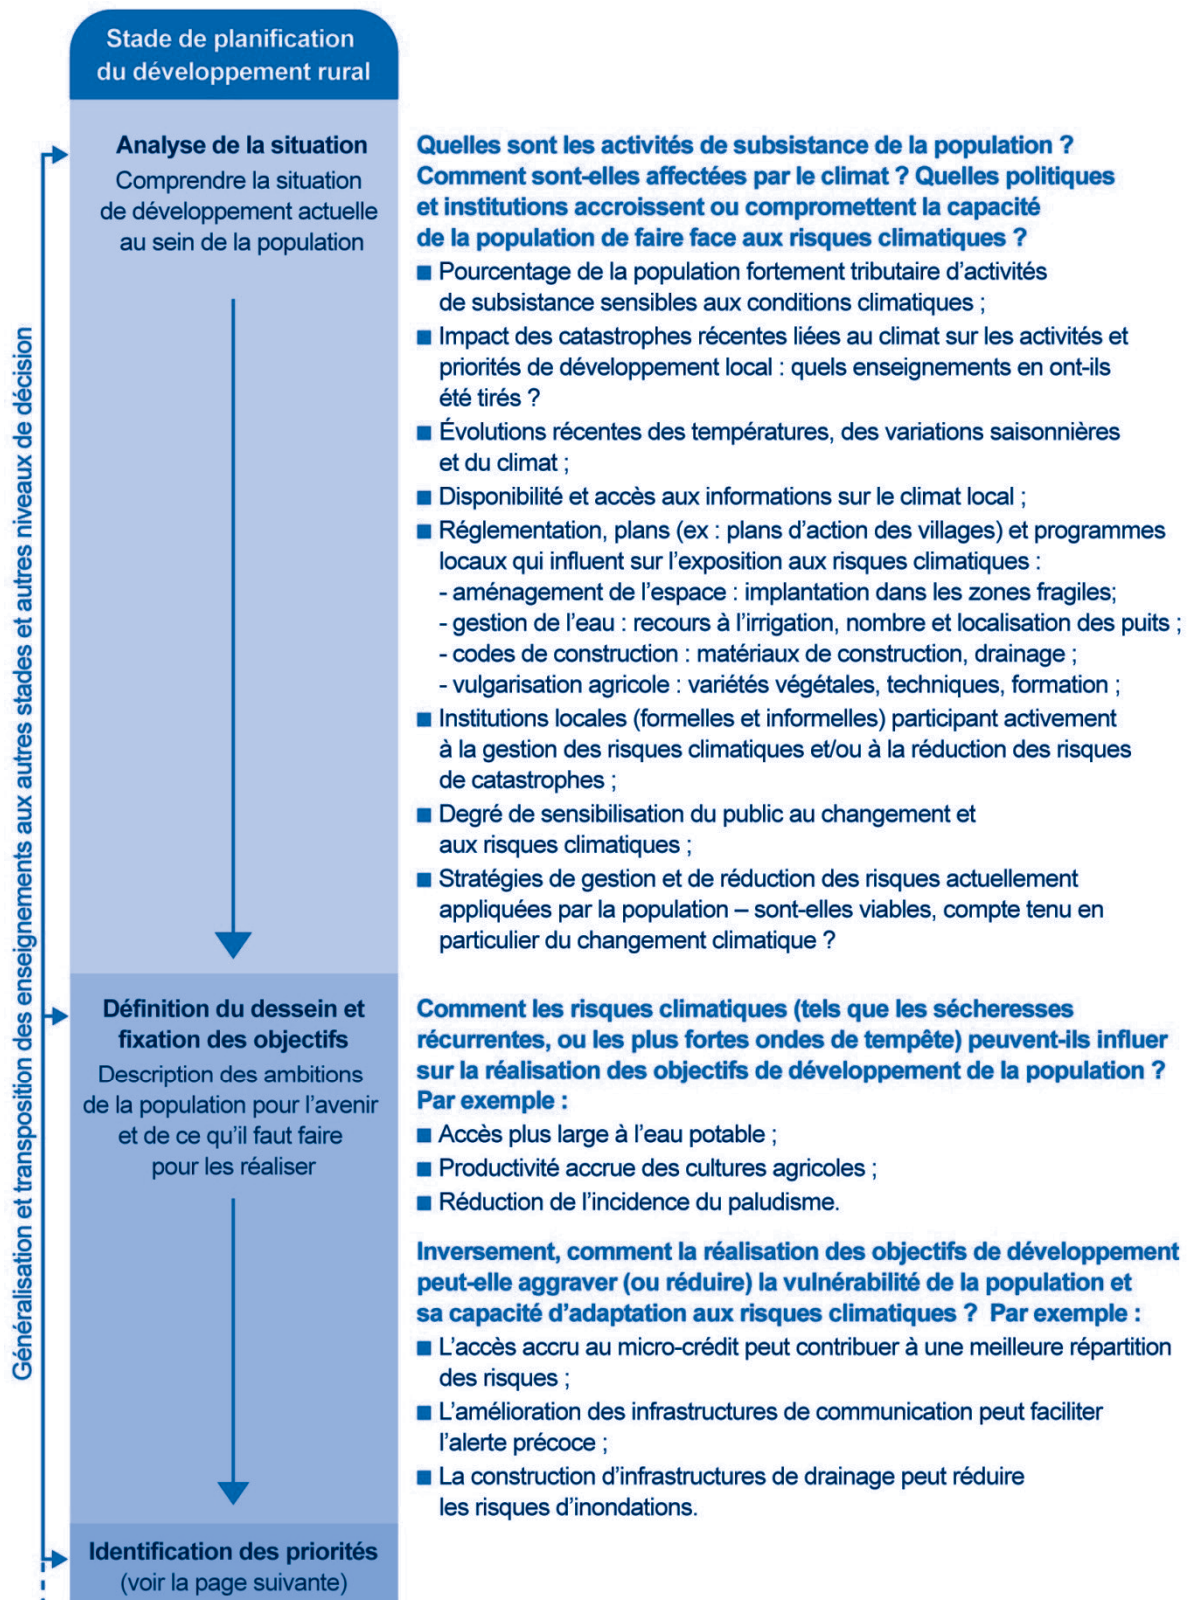 Stade de planification
du développement rural
Généralisation et transposition des enseignements aux autres stades et autres niveaux de décision
Analyse de la situation
Comprendre la situation
de développement actuelle
au sein de la population
Quelles sont les activités de subsistance de la population ?
Comment sont-elles affectées par le climat ? Quelles politiques
et institutions accroissent ou compromettent la capacité
de la population de faire face aux risques climatiques ?
■ Pourcentage de la population fortement tributaire d’activités
de subsistance sensibles aux conditions climatiques ;
■ Impact des catastrophes récentes liées au climat sur les activités et
priorités de développement local : quels enseignements en ont-ils
été tirés ?
■ Évolutions récentes des températures, des variations saisonnières
et du climat ;
■ Disponibilité et accès aux informations sur le climat local ;
■ Réglementation, plans (ex : plans d’action des villages) et programmes
locaux qui influent sur l’exposition aux risques climatiques :
- aménagement de l’espace : implantation dans les zones fragiles;
- gestion de l’eau : recours à l’irrigation, nombre et localisation des puits ;
- codes de construction : matériaux de construction, drainage ;
- vulgarisation agricole : variétés végétales, techniques, formation ;
■ Institutions locales (formelles et informelles) participant activement
à la gestion des risques climatiques et/ou à la réduction des risques
de catastrophes ;
■ Degré de sensibilisation du public au changement et
aux risques climatiques ;
■ Stratégies de gestion et de réduction des risques actuellement
appliquées par la population – sont-elles viables, compte tenu en
particulier du changement climatique ?
Définition du dessein et
fixation des objectifs
Description des ambitions
de la population pour l’avenir
et de ce qu’il faut faire
pour les réaliser
Comment les risques climatiques (tels que les sécheresses
récurrentes, ou les plus fortes ondes de tempête) peuvent-ils influer
sur la réalisation des objectifs de développement de la population ?
Par exemple :
■ Accès plus large à l’eau potable ;
■ Productivité accrue des cultures agricoles ;
■ Réduction de l’incidence du paludisme.
Inversement, comment la réalisation des objectifs de développement
peut-elle aggraver (ou réduire) la vulnérabilité de la population et
sa capacité d’adaptation aux risques climatiques ? Par exemple :
■ L’accès accru au micro-crédit peut contribuer à une meilleure répartition
des risques ;
■ L’amélioration des infrastructures de communication peut faciliter
l’alerte précoce ;
■ La construction d’infrastructures de drainage peut réduire
les risques d’inondations.
Identification des priorités
(voir la page suivante)